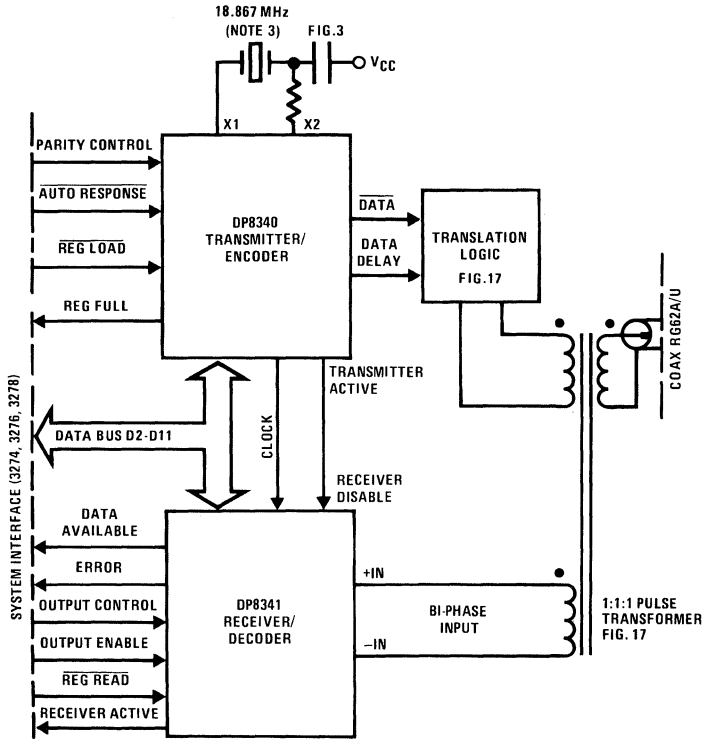 18.867 MHz
(NOTE 3)
FIG.3
VCC
X1
X2
PARITY CONTROL
AUTO RESPONSE
REG LOAD
REG FULL
DP8340
TRANSMITTER/
ENCODER
DATA
DATA
DELAY
TRANSLATION
LOGIC
FIG.17
COAX RG62A/U
TRANSMITTER
ACTIVE
SYSTEM INTERFACE (3274, 3276, 3278)
DATA BUS D2-D11
CLOCK
RECEIVER
DISABLE
DATA
AVAILABLE
ERROR
OUTPUT CONTROL
OUTPUT ENABLE
REG READ
RECEIVER ACTIVE
DP8341
RECEIVER/
DECODER
+IN
BI-PHASE
INPUT
−IN
1:1:1 PULSE
TRANSFORMER
FIG. 17